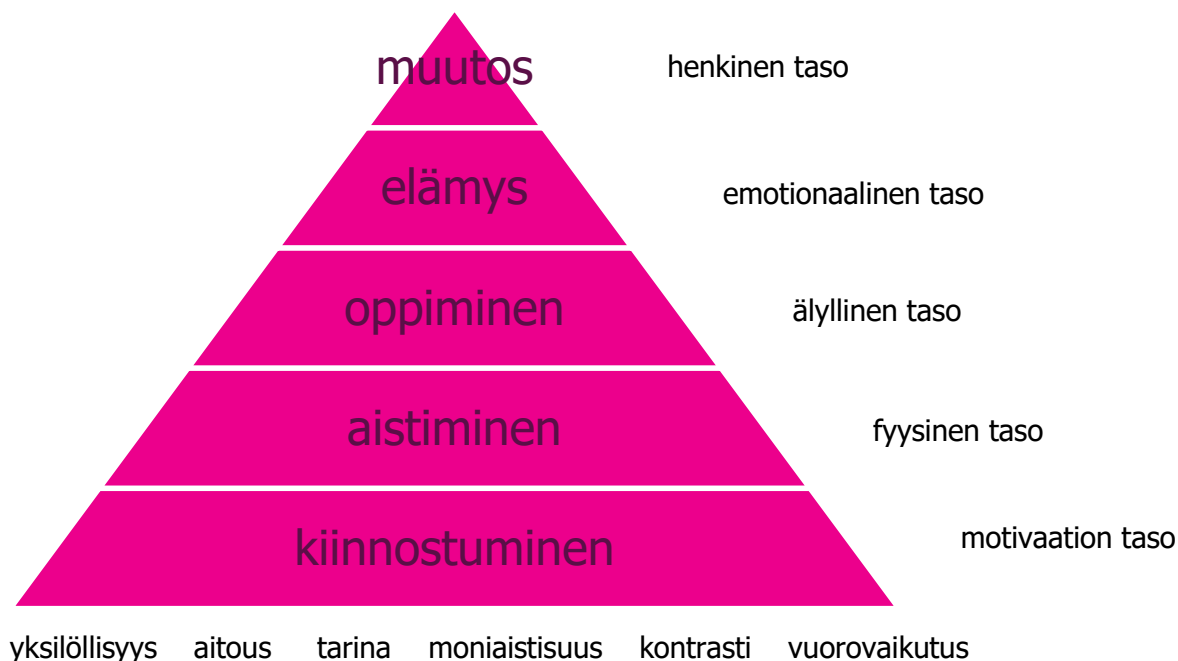 muutos henkinen taso
elämys emotionaalinen taso
oppiminen älyllinen taso
aistiminen fyysinen taso
kiinnostuminen motivaation taso
yksilöllisyys aitous tarina moniaistisuus kontrasti vuorovaikutus